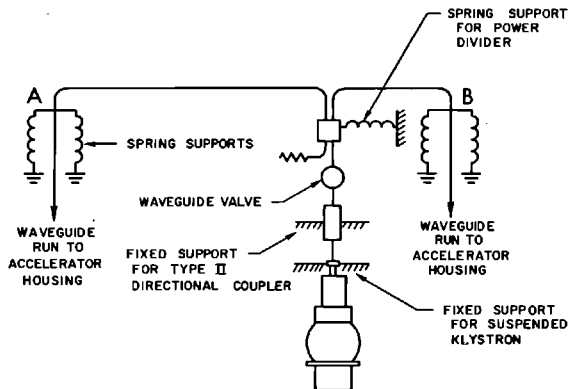 SPRING SUPPORT
FOR POWER
DIVIDER
A
B
SPRING SUPPORTS
WAVEGUIDE VALVE
WAVEGUIDE
RUN TO
ACCELERATOR
HOUSING
FIXED SUPPORT
FOR TYPE II
DIRECTIONAL COUPLER
WAVEGUIDE
RUN TO
ACCELERATOR
HOUSING
FIXED SUPPORT
FOR SUSPENDED
KLYSTRON